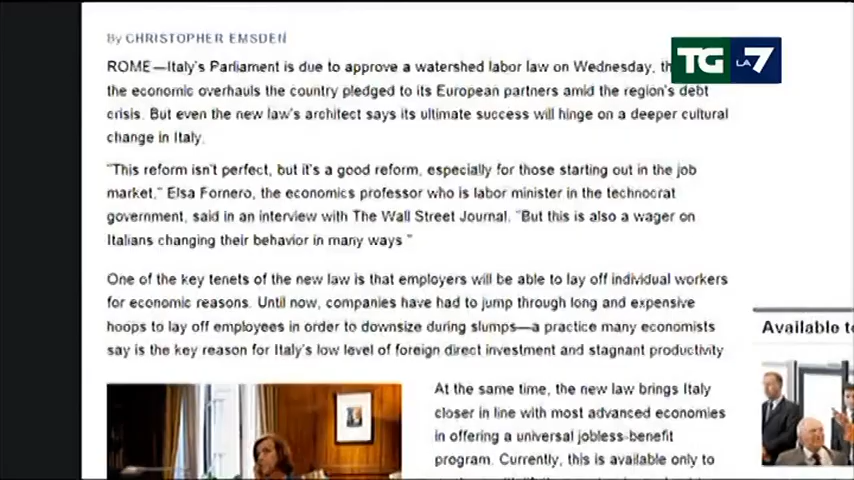 By CHRISTOPHER EMSDEN
TG LA7
ROME—Italy's Parliament is due to approve a watershed labor law on Wednesday,
the economic overhauls the country pledged to its European partners amid the region's debt
crisis. But even the new law's architect says its ultimate success will hinge on a deeper cultural
change in Italy.
"This reform isn't perfect, but it's a good reform, especially for those starting out in the job
market," Elsa Fornero, the economics professor who is labor minister in the technocrat
government, said in an interview with The Wall Street Journal. "But this is also a wager on
Italians changing their behavior in many ways."
One of the key tenets of the new law is that employers will be able to lay off individual workers
for economic reasons. Until now, companies have had to jump through long and expensive
hoops to lay off employees in order to downsize during slumps—a practice many economists
say is the key reason for Italy's low level of foreign direct investment and stagnant productivity
Available to
At the same time, the new law brings Italy
closer in line with most advanced economies
in offering a universal jobless-benefit
program. Currently, this is available only to